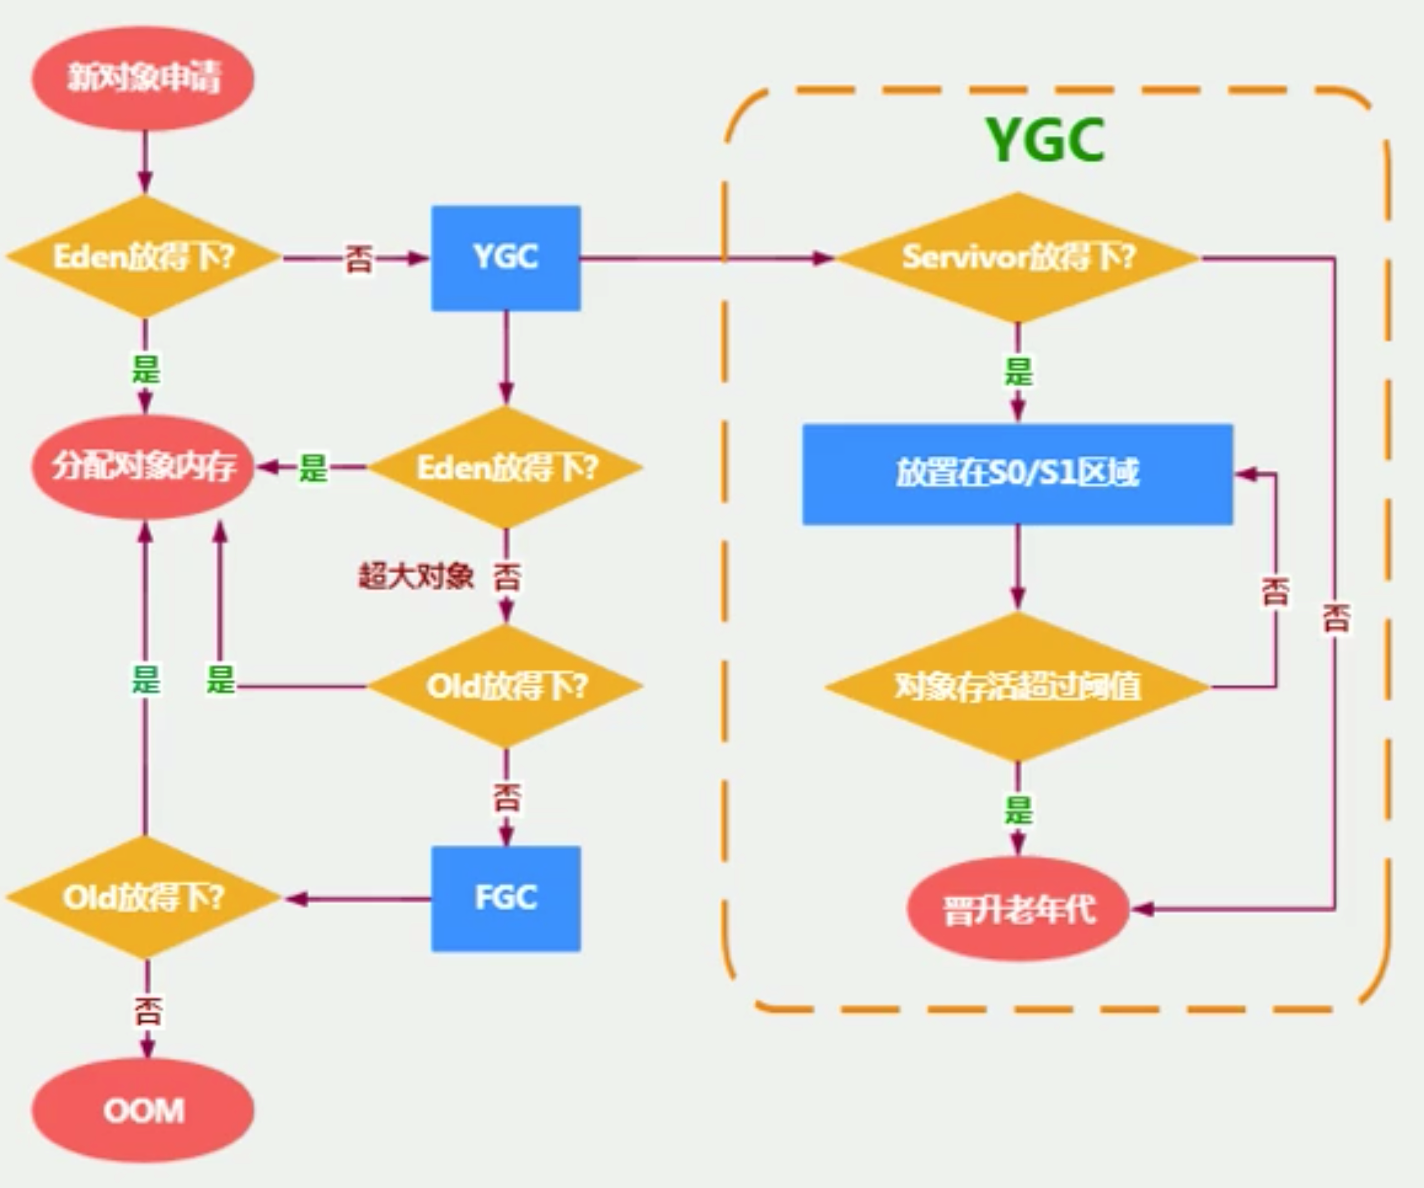 新对象申请
YGC
Eden放得下?
否
YGC
Servivor放得下?
是
是
分配对象内存
是
Eden放得下?
放置在S0/S1区域
超大对象
否
否
否
是
是
Old放得下?
对象存活超过阈值
否
是
Old放得下?
FGC
晋升老年代
否
OOM